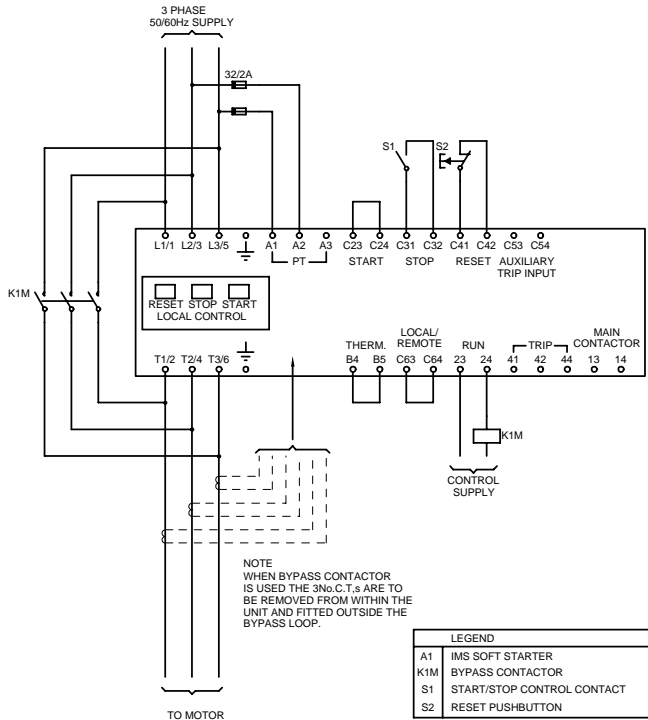 3 PHASE
50/60Hz SUPPLY
32/2A
S1
S2
L1/1 L2/3 L3/5 A1 A2 A3 C23 C24 C31 C32 C41 C42 C53 C54
PT START STOP RESET AUXILIARY
TRIP INPUT
K1M
RESET STOP START
LOCAL CONTROL
THERM. LOCAL/
REMOTE RUN TRIP MAIN
CONTACTOR
T1/2 T2/4 T3/6 B4 B5 C63 C64 23 24 41 42 44 13 14
K1M
CONTROL
SUPPLY
NOTE
WHEN BYPASS CONTACTOR
IS USED THE 3No.C.T,s ARE TO
BE REMOVED FROM WITHIN THE
UNIT AND FITTED OUTSIDE THE
BYPASS LOOP.
LEGEND
A1 IMS SOFT STARTER
K1M BYPASS CONTACTOR
S1 START/STOP CONTROL CONTACT
S2 RESET PUSHBUTTON
TO MOTOR